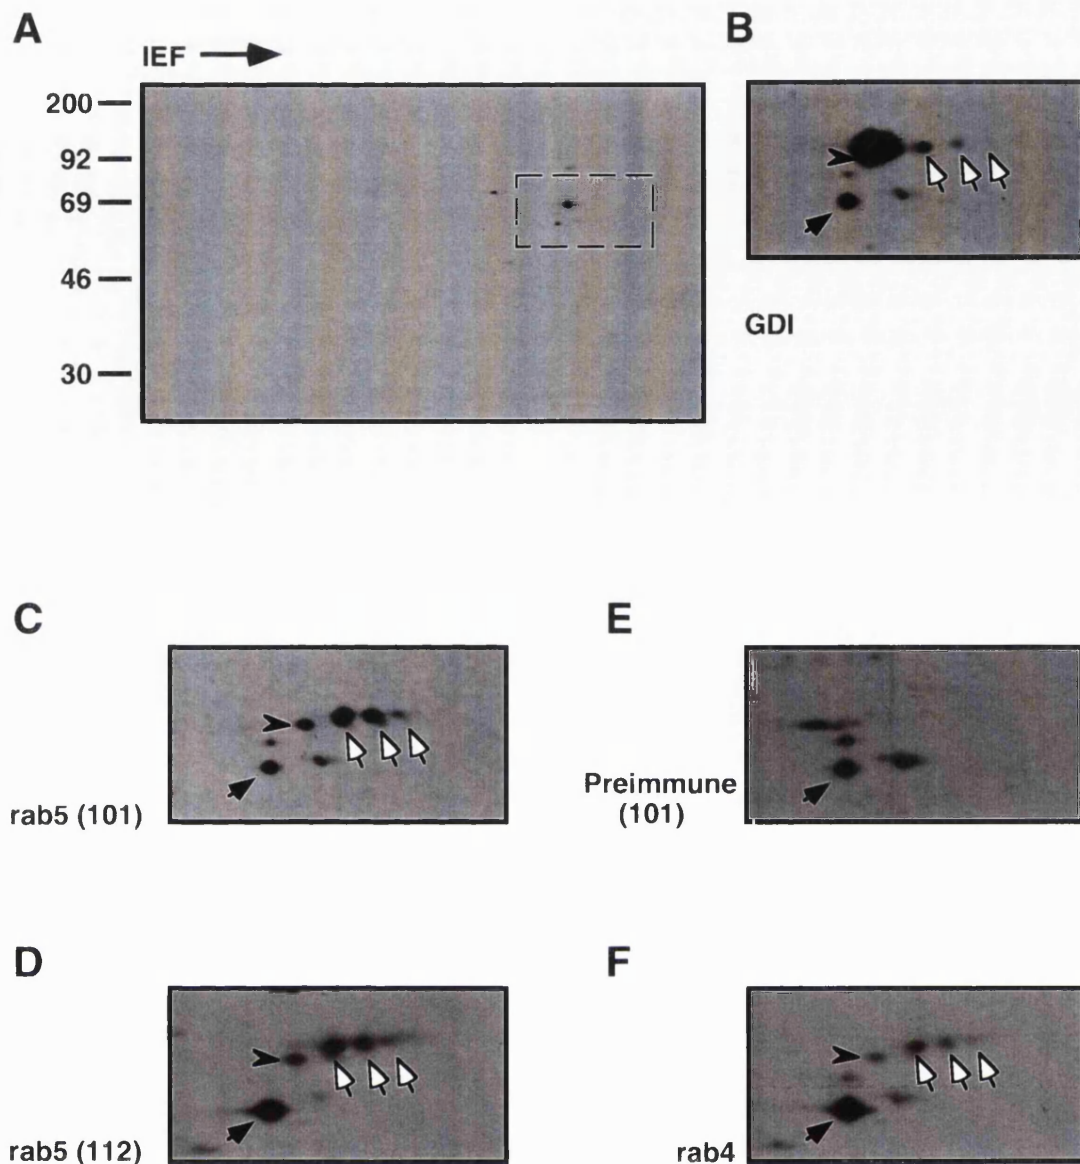 A
IEF
200
92
69
46
30
B
GDI
C
rab5 (101)
D
rab5 (112)
E
Preimmune
(101)
F
rab4